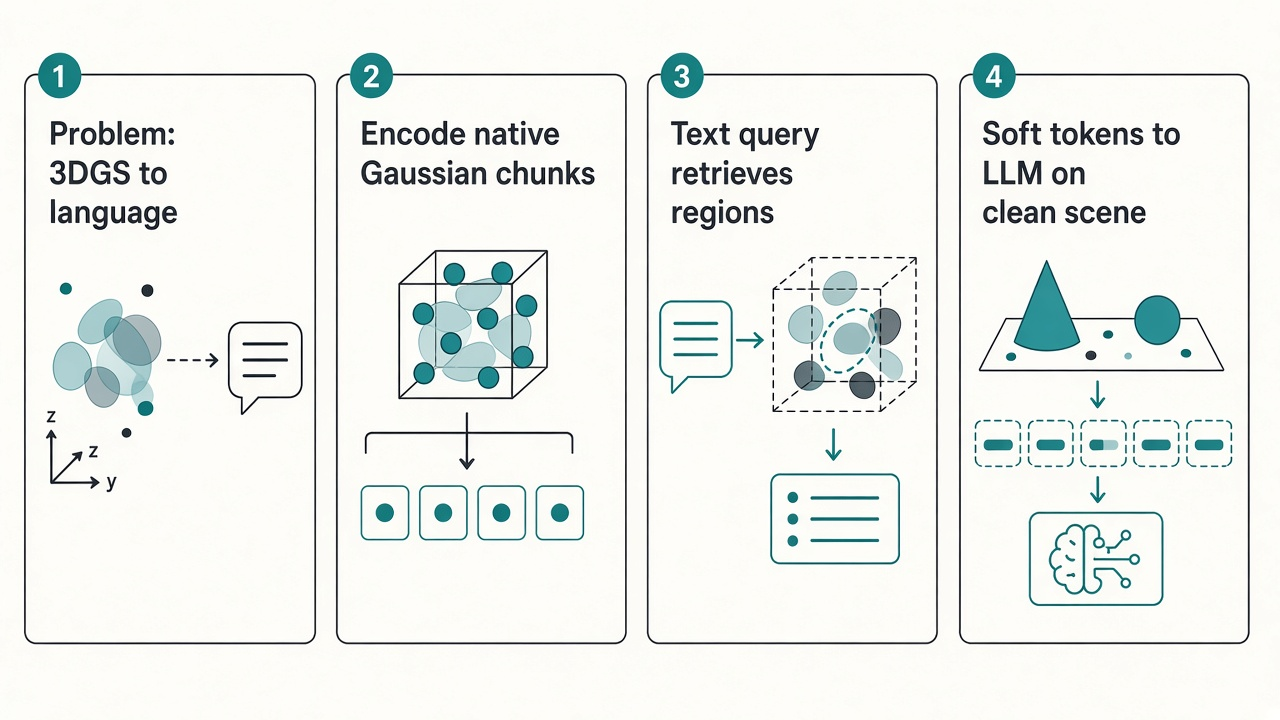 1
Problem:
3DGS to
language
z
z
y
2
Encode native
Gaussian chunks
3
Text query
retrieves
regions
4
Soft tokens to
LLM on
clean scene